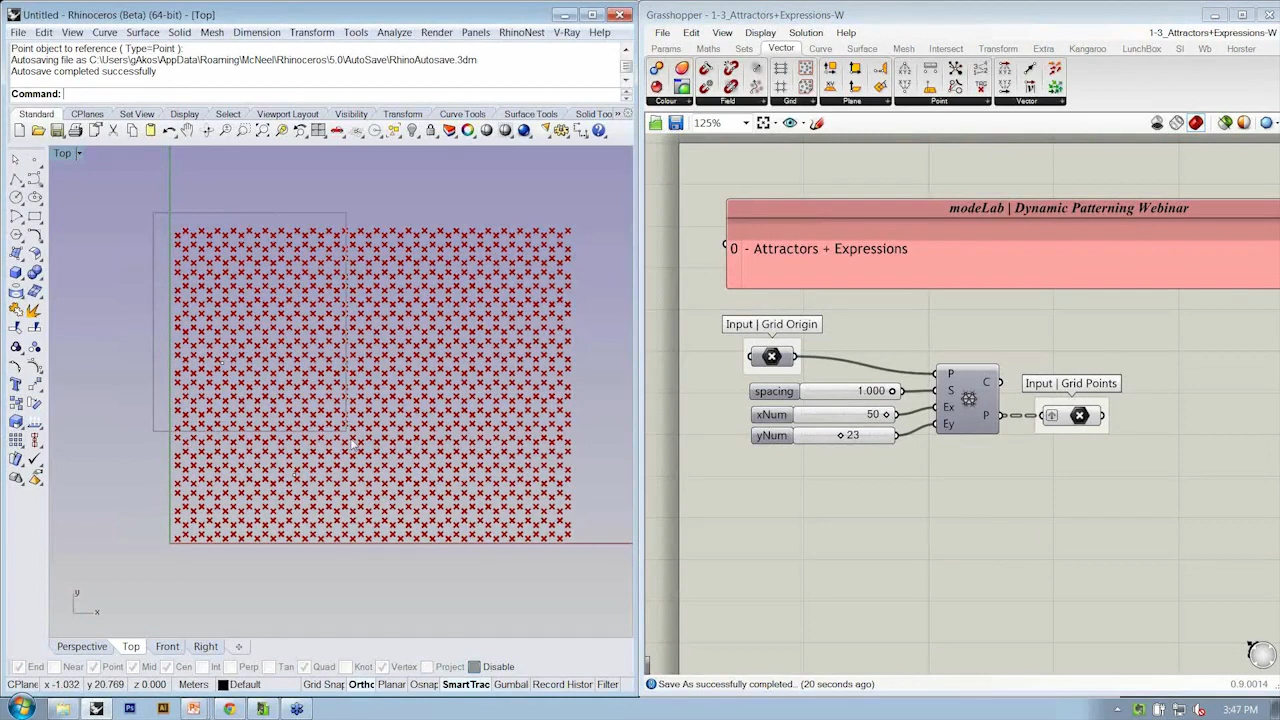 Untitled - Rhinoceros (Beta) (64-bit) - [Top]
File Edit View Curve Surface Solid Mesh Dimension Transform Tools Analyze Render Panels RhinoNest V-Ray Help
Point object to reference ( Type=Point ):
Autosaving file as C:\Users\gAkos\AppData\Roaming\McNeel\Rhinoceros\5.0\AutoSave\RhinoAutosave.3dm
Autosave completed successfully
Command:
Standard CPlanes Set View Display Select Viewport Layout Visibility Transform Curve Tools Surface Tools Solid Too »
Top
y
x
Perspective Top Front Right
End Near Point Mid Cen Int Perp Tan Quad Knot Vertex Project Disable
CPlane x -1.032 y 20.769 z 0.000 Meters Default Grid Snap Ortho Planar Osnap SmartTrac Gumbal Record Histor Filter
Grasshopper - 1-3_Attractors+Expressions-W
File Edit View Display Solution Help 1-3_Attractors+Expressions-W
Params Maths Sets Vector Curve Surface Mesh Intersect Transform Extra Kangaroo LunchBox SI Wb Horster
Colour Field Grid Plane Point Vector
125%
modeLab | Dynamic Patterning Webinar
0 - Attractors + Expressions
Input | Grid Origin
spacing 1.000
xNum 50
yNum 23
P
S
Ex
Ey
C
P
Input | Grid Points
Save As successfully completed... (20 seconds ago) 0.9.0014
3:47 PM